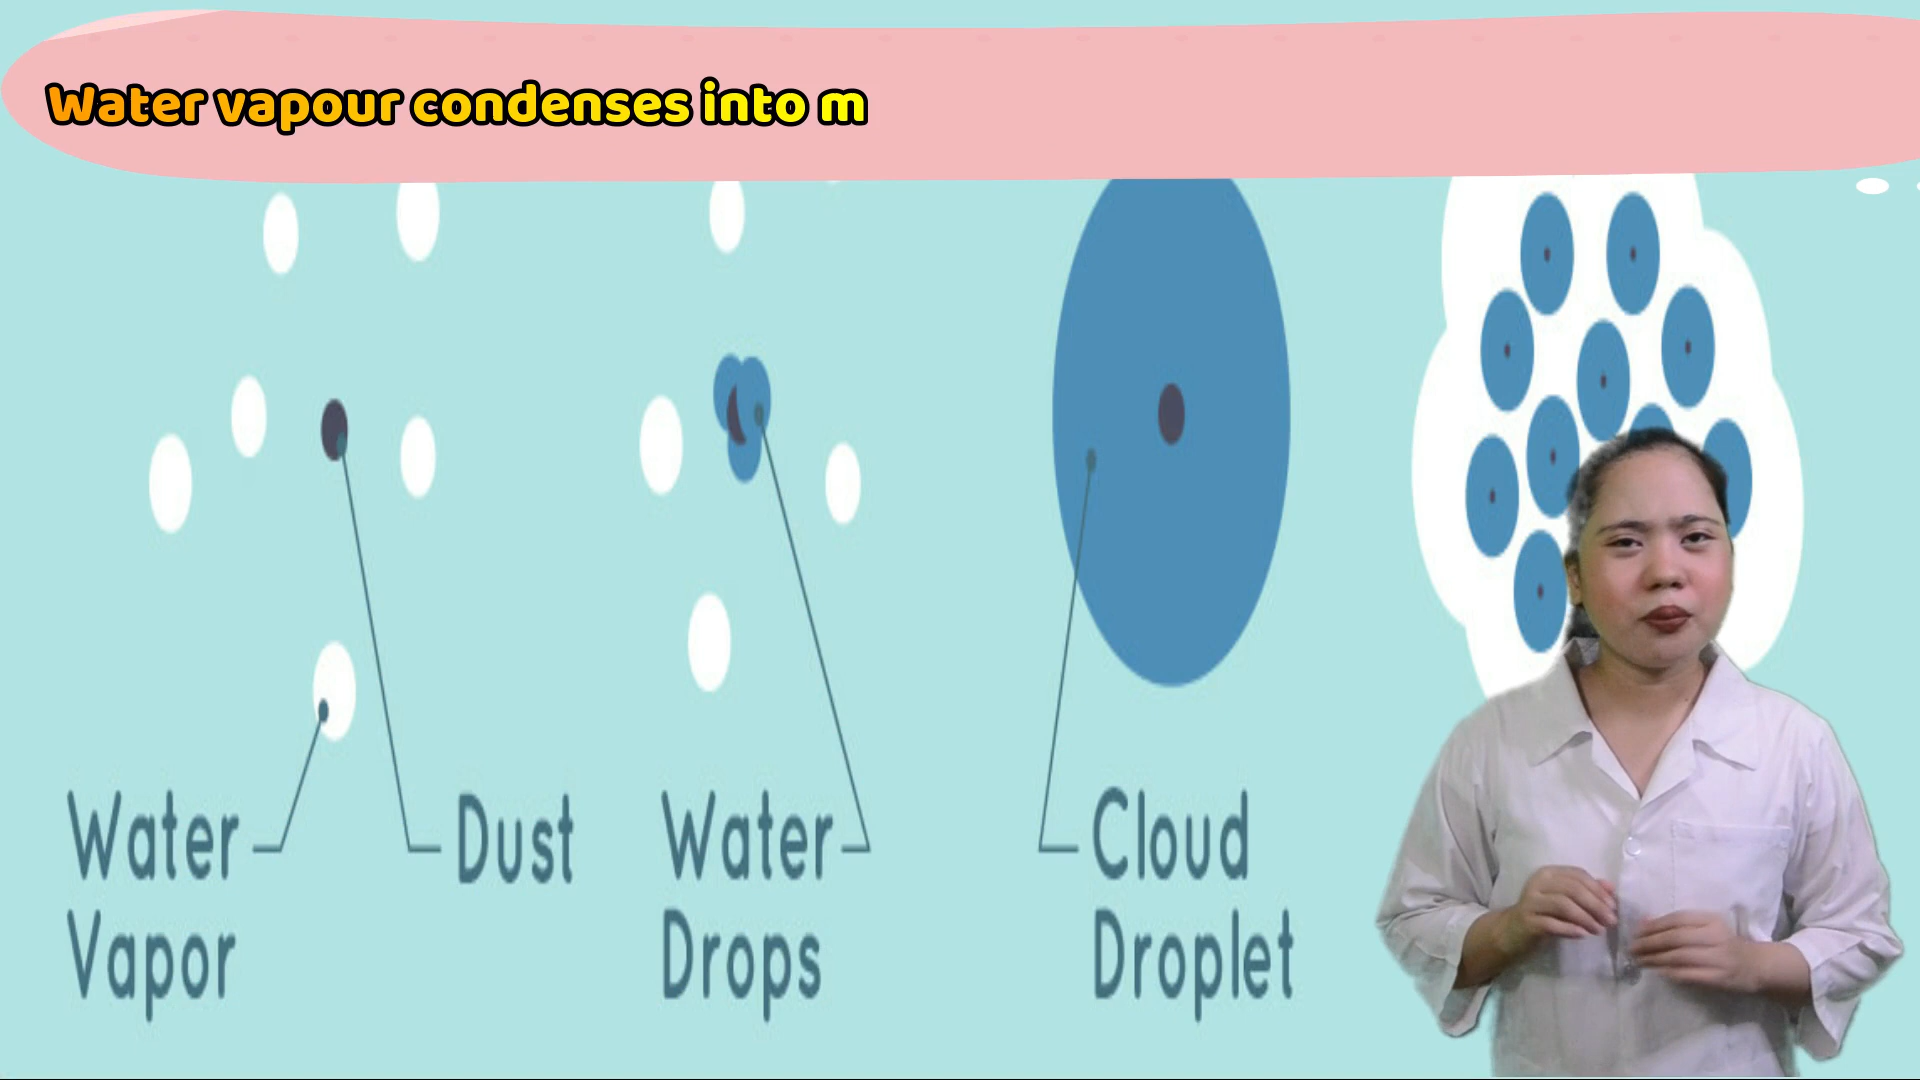 Water vapour condenses into m
Water
Vapor
Dust
Water
Drops
Cloud
Droplet